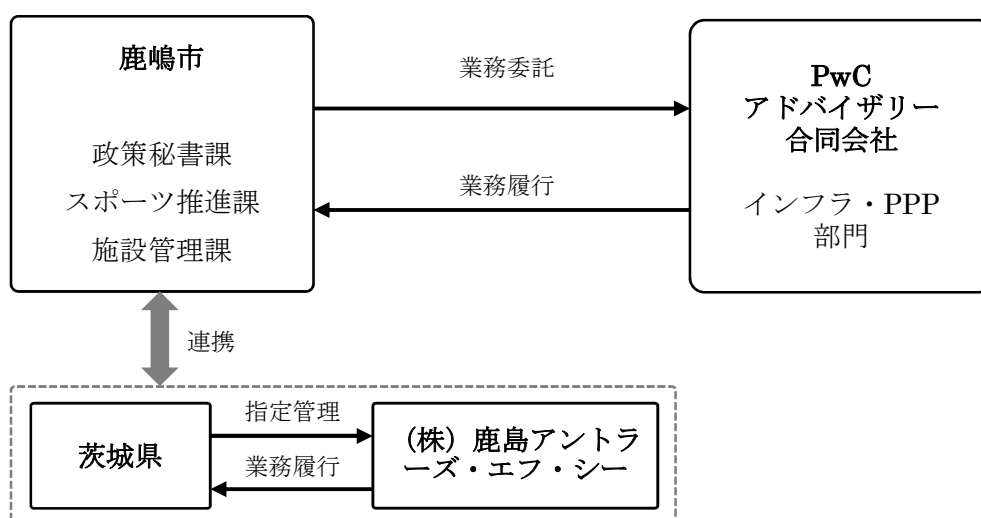 鹿嶋市
政策秘書課
スポーツ推進課
施設管理課
業務委託
業務履行
PwC
アドバイザリー
合同会社
インフラ・PPP
部門
連携
茨城県
指定管理
業務履行
（株）鹿島アントラ
ーズ・エフ・シー